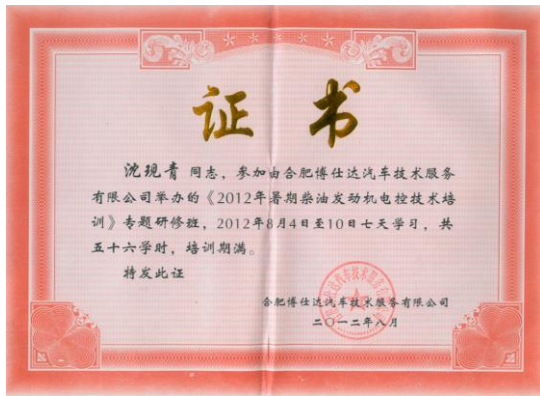 证书
沈现青 同志，参加由合肥博仕达汽车技术服务
有限公司举办的《2012年暑期柴油发动机电控技术培
训》专题研修班，2012年8月4日至10日七天学习，共
五十六学时，培训期满。
特发此证
合肥博仕达汽车技术服务有限公司
二〇一二年八月